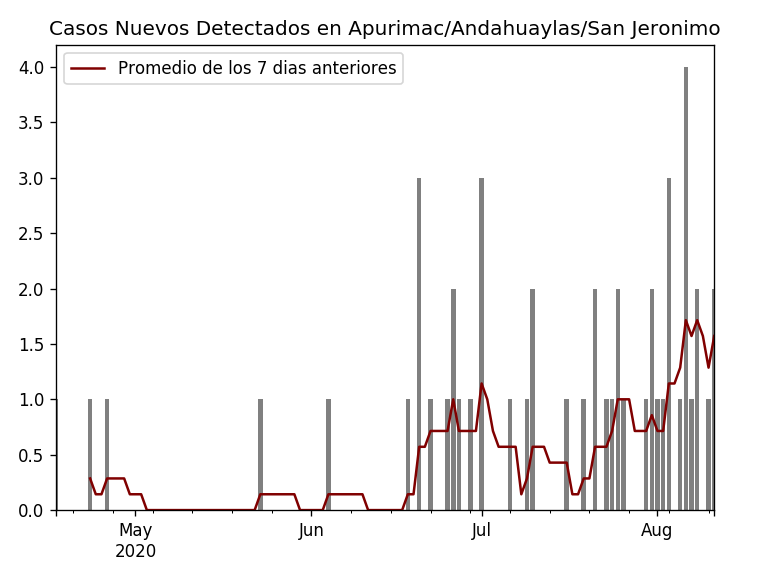 Casos Nuevos Detectados en Apurimac/Andahuaylas/San Jeronimo
Promedio de los 7 dias anteriores
4.0
3.5
3.0
2.5
2.0
1.5
1.0
0.5
0.0
May
2020
Jun
Jul
Aug